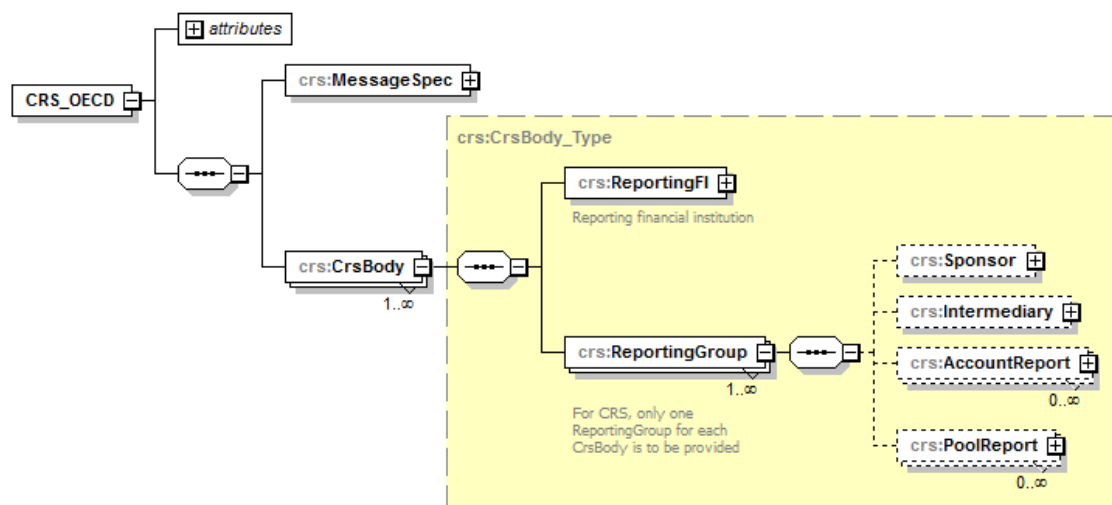 attributes
CRS_OECD
crs:MessageSpec
crs:CrsBody_Type
crs:ReportingFI
Reporting financial institution
crs:CrsBody
1..∞
crs:Sponsor
crs:Intermediary
crs:ReportingGroup
1..∞
crs:AccountReport
0..∞
For CRS, only one
ReportingGroup for each
CrsBody is to be provided
crs:PoolReport
0..∞